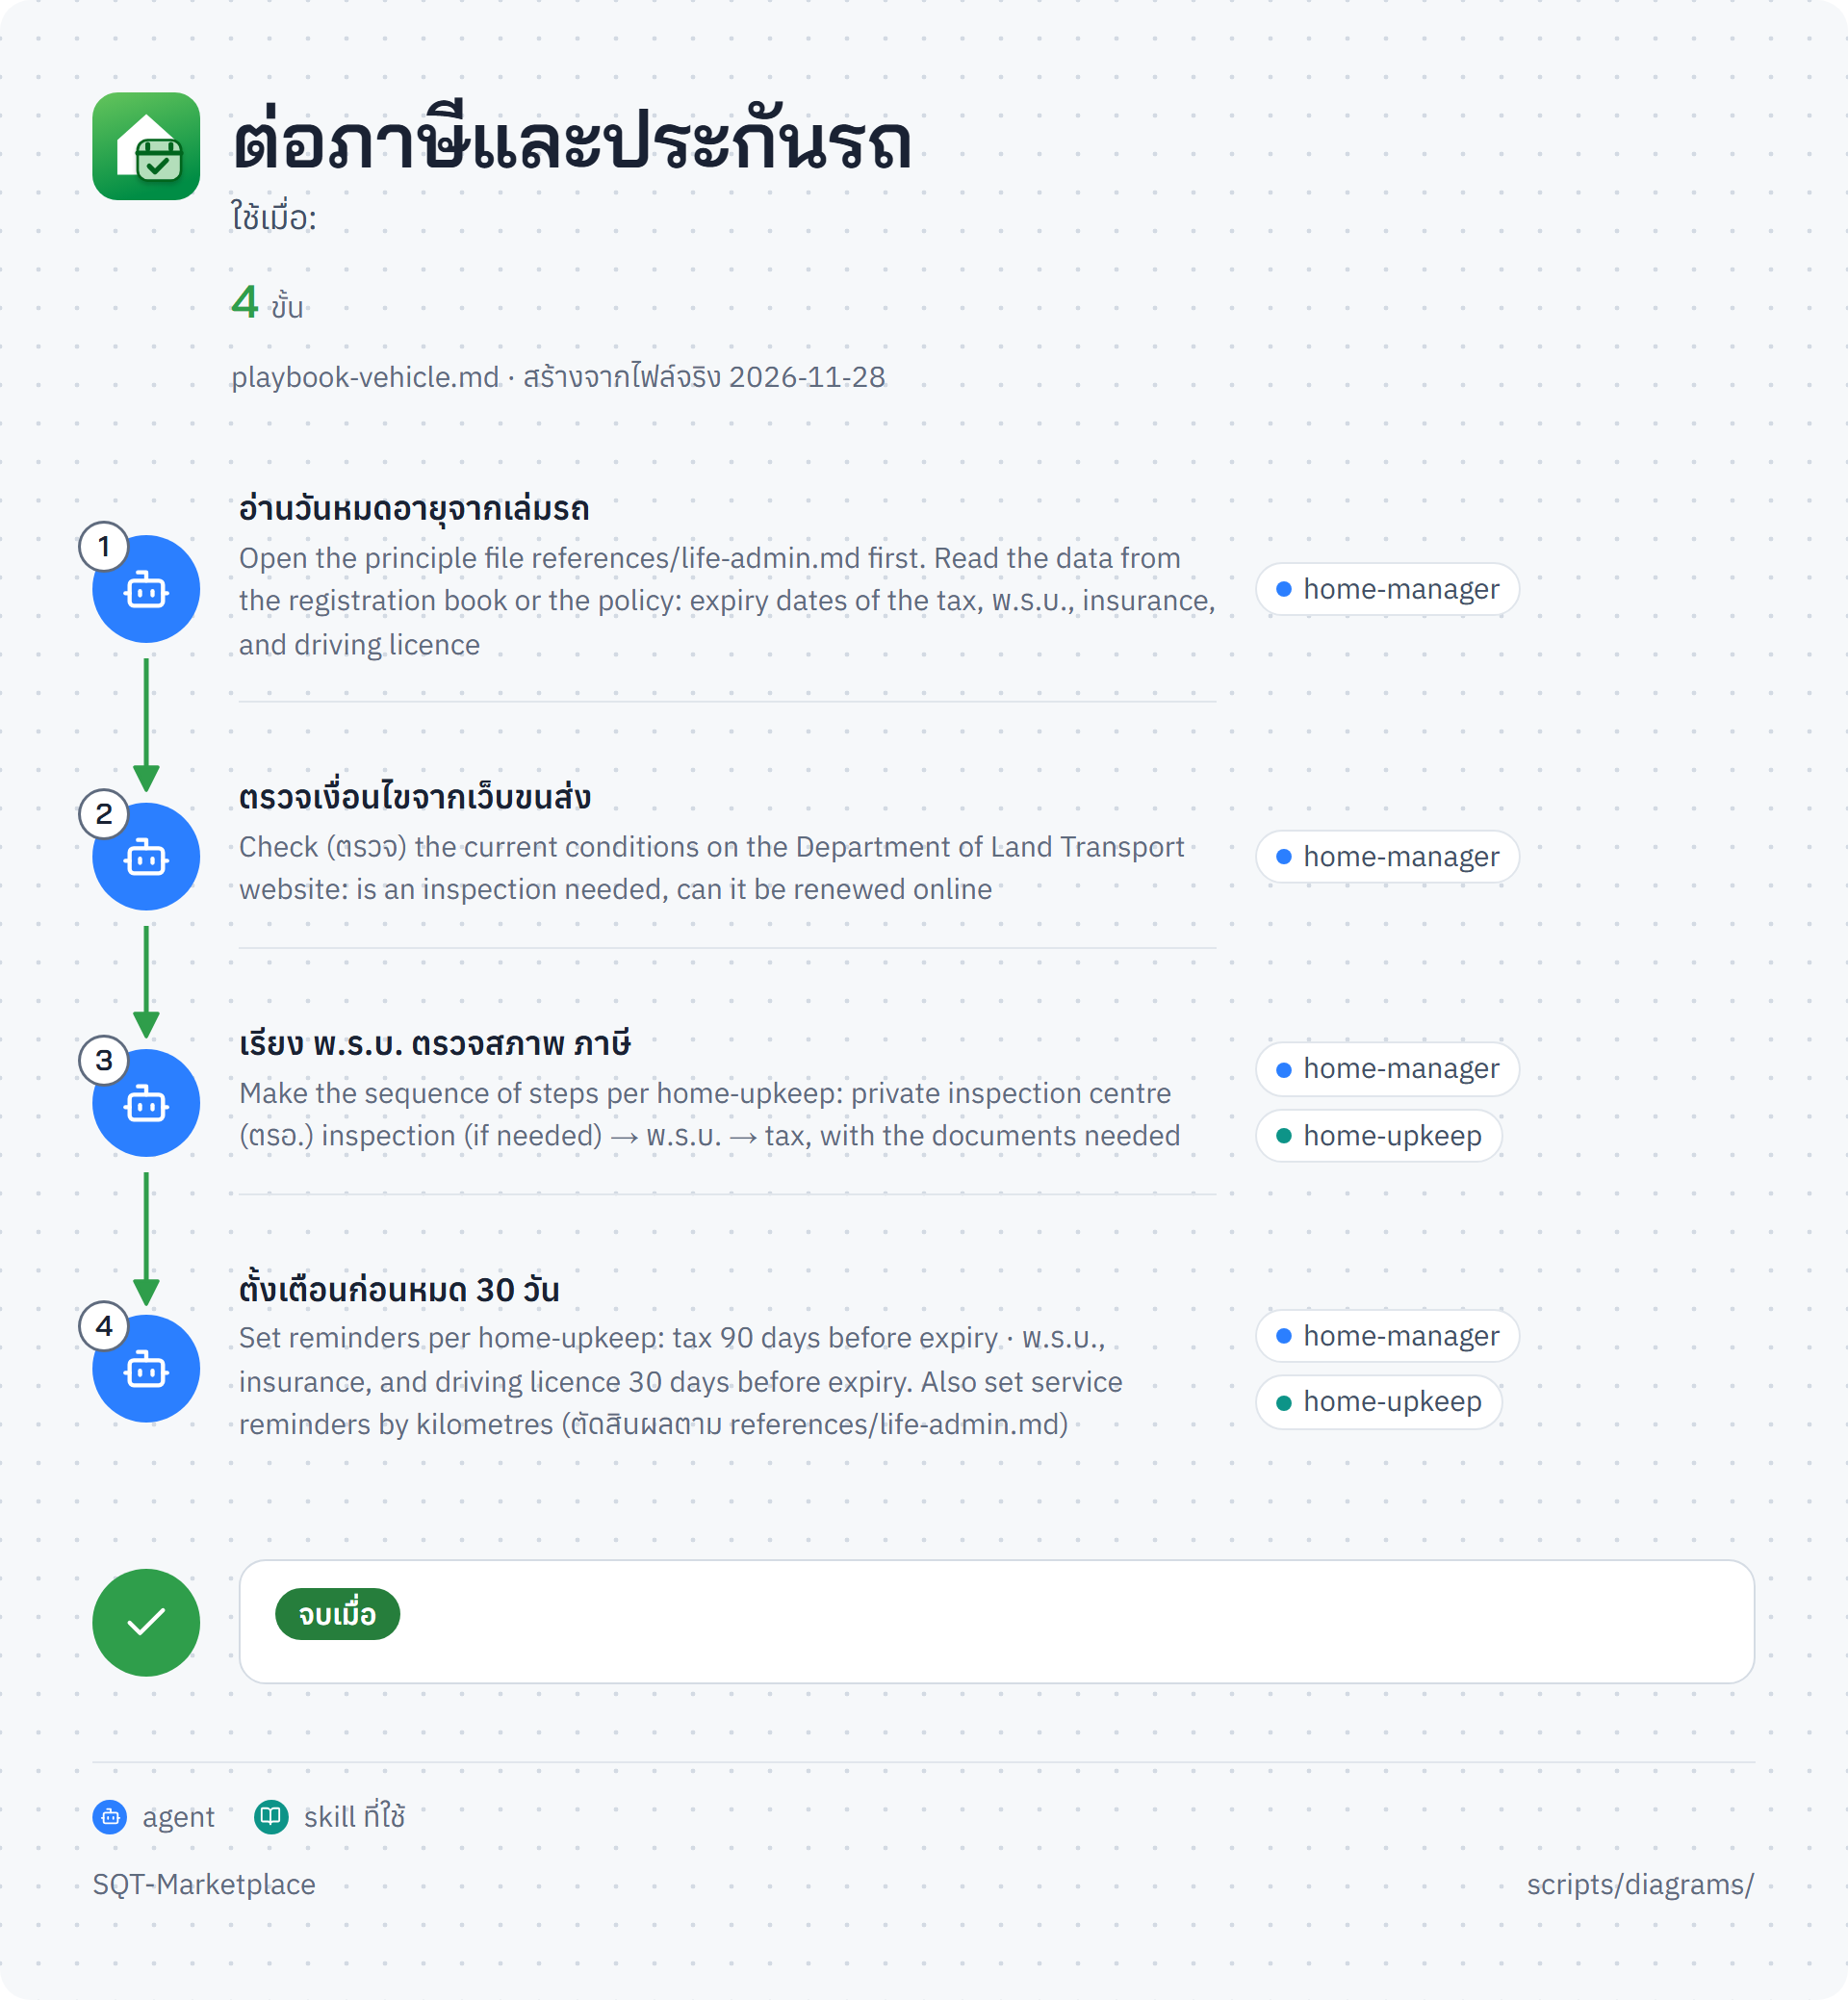 ต่อภาษีและประกันรถ
ใช้เมื่อ:
4 ขั้น
playbook-vehicle.md · สร้างจากไฟล์จริง 2026-11-28
1
อ่านวันหมดอายุจากเล่มรถ
Open the principle file references/life-admin.md first. Read the data from
the registration book or the policy: expiry dates of the tax, พ.ร.บ., insurance,
and driving licence
home-manager
2
ตรวจเงื่อนไขจากเว็บขนส่ง
Check (ตรวจ) the current conditions on the Department of Land Transport
website: is an inspection needed, can it be renewed online
home-manager
3
เรียง พ.ร.บ. ตรวจสภาพ ภาษี
Make the sequence of steps per home-upkeep: private inspection centre
(ตรอ.) inspection (if needed) → พ.ร.บ. → tax, with the documents needed
home-manager
home-upkeep
4
ตั้งเตือนก่อนหมด 30 วัน
Set reminders per home-upkeep: tax 90 days before expiry · พ.ร.บ.,
insurance, and driving licence 30 days before expiry. Also set service
reminders by kilometres (ตัดสินผลตาม references/life-admin.md)
home-manager
home-upkeep
จบเมื่อ
agent
skill ที่ใช้
SQT-Marketplace
scripts/diagrams/